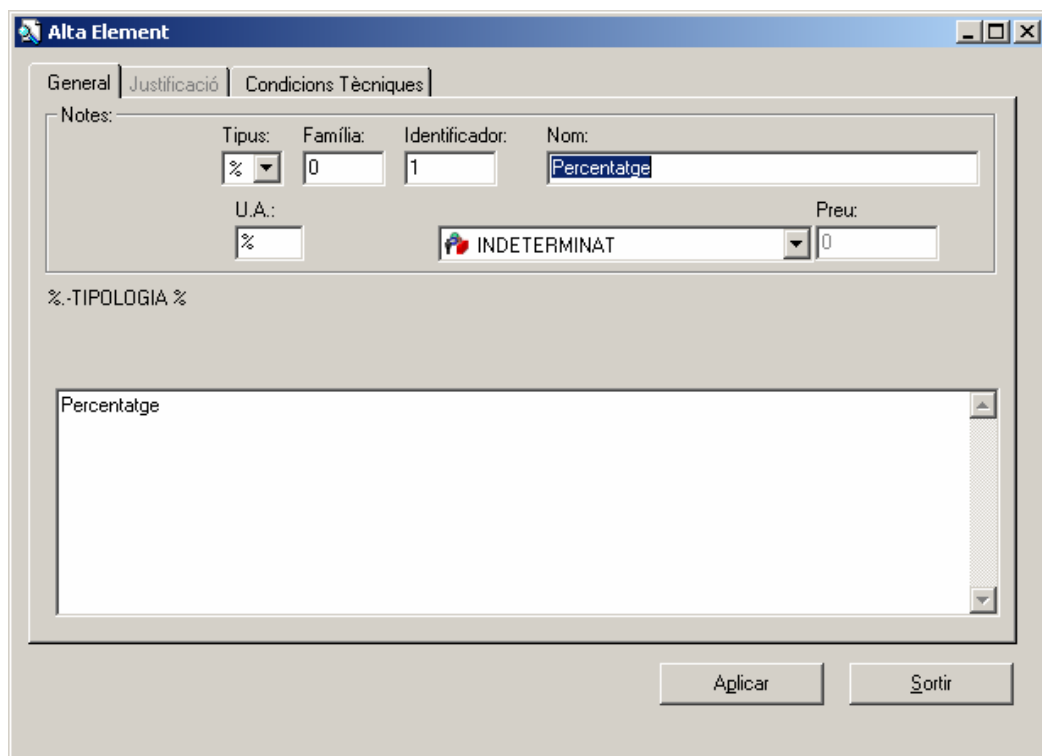 Alta Element
General Justificació Condicions Tècniques
Notes:
Tipus: Família: Identificador: Nom:
% 0 1 Percentatge
U.A.: Preu:
% INDETERMINAT 0
%.-TIPOLOGIA %
Percentatge
Aplicar Sortir